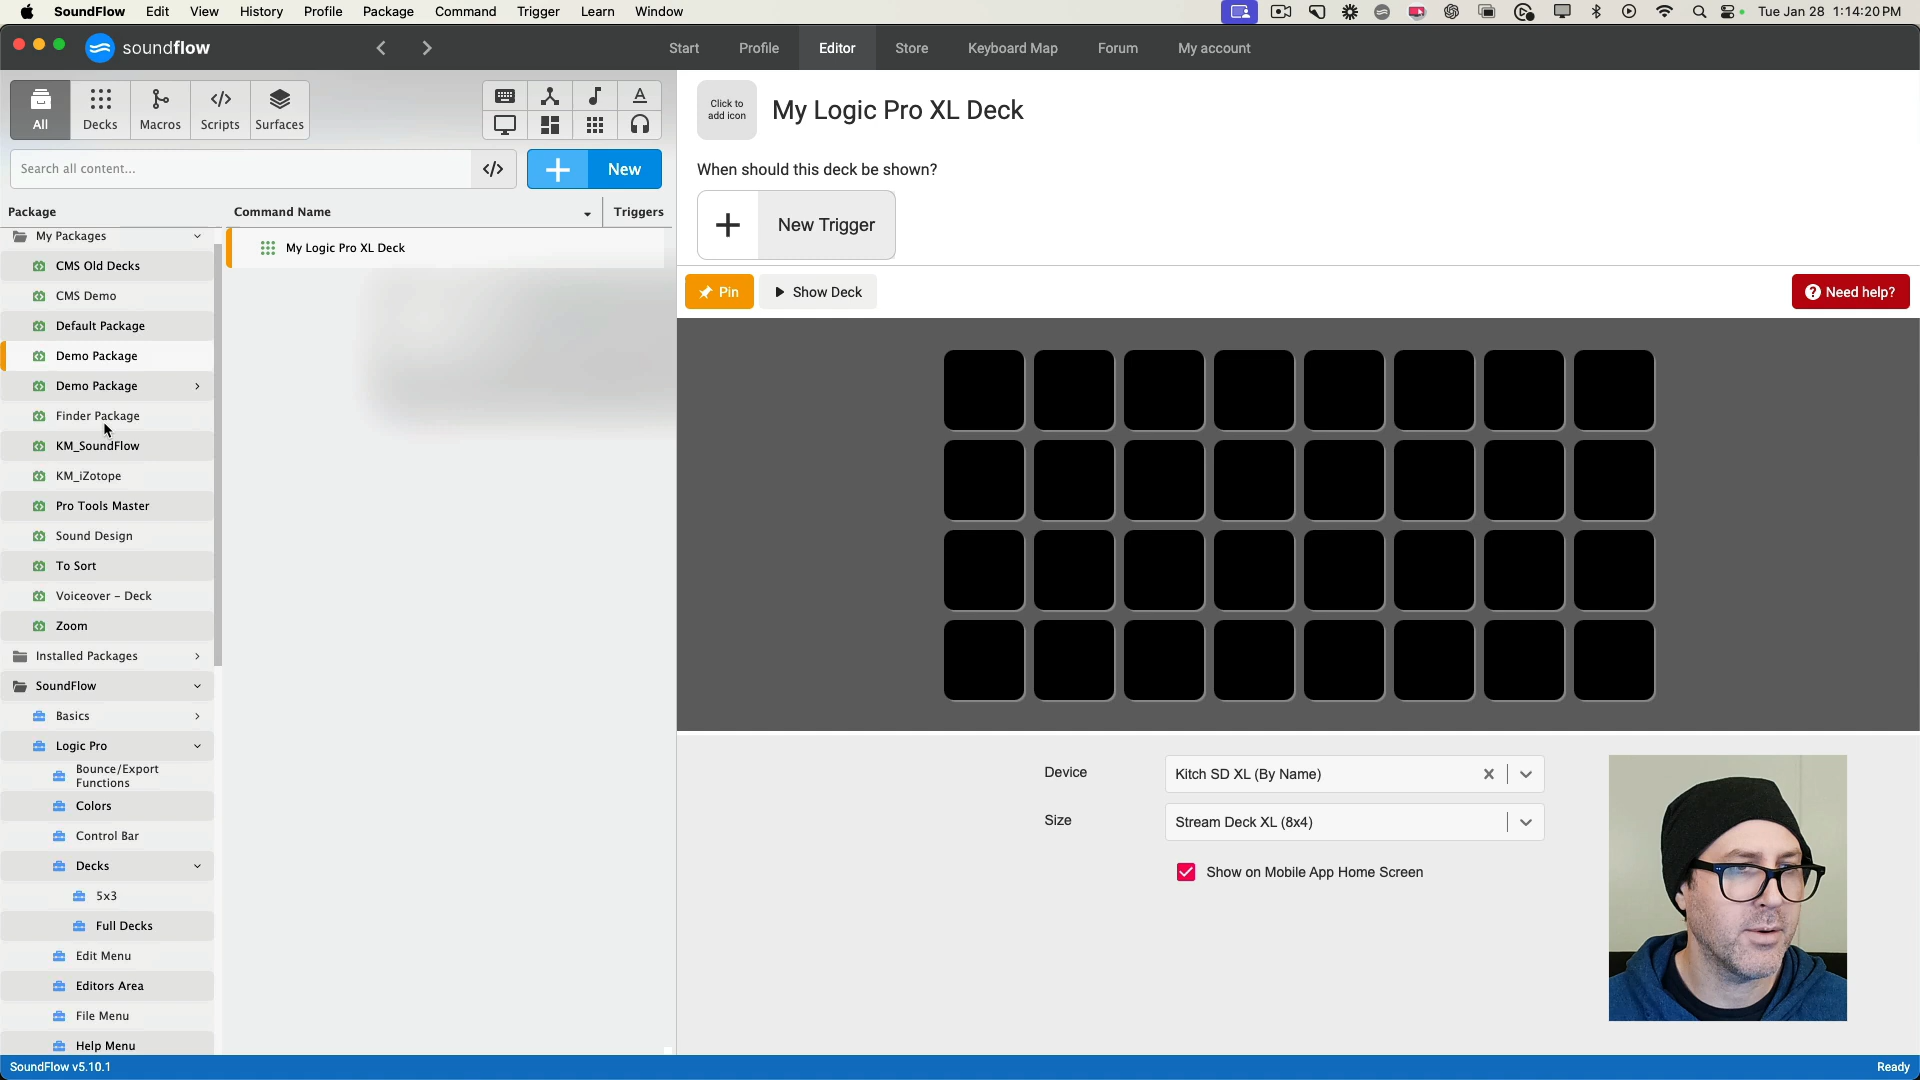 SoundFlow Edit View History Profile Package Command Trigger Learn Window
Tue Jan 28 1:14:20 PM
soundflow
Start Profile Editor Store Keyboard Map Forum My account
All Decks Macros Scripts Surfaces
A
Click to
add icon
My Logic Pro XL Deck
Search all content...
</>
+ New
When should this deck be shown?
+ New Trigger
Package Command Name Triggers
My Packages
My Logic Pro XL Deck
CMS Old Decks
CMS Demo
Default Package
Demo Package
Demo Package
Finder Package
KM_SoundFlow
KM_iZotope
Pro Tools Master
Sound Design
To Sort
Voiceover - Deck
Zoom
Installed Packages
SoundFlow
Basics
Logic Pro
Bounce/Export
Functions
Colors
Control Bar
Decks
5x3
Full Decks
Edit Menu
Editors Area
File Menu
Help Menu
Pin
Show Deck
Need help?
Device
Kitch SD XL (By Name)
Size
Stream Deck XL (8x4)
Show on Mobile App Home Screen
SoundFlow v5.10.1
Ready